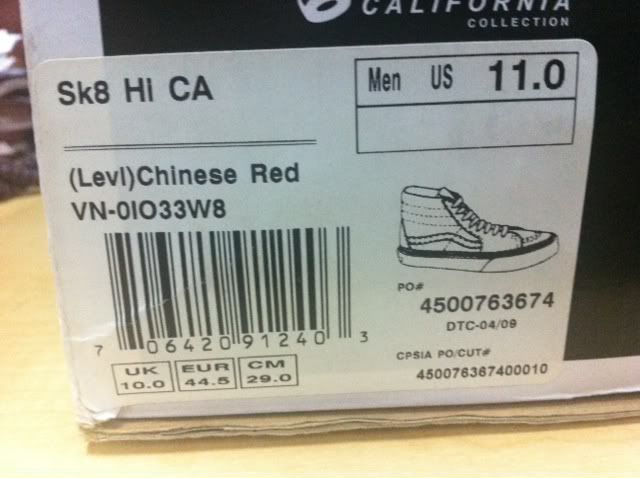 CALIFORNIA
COLLECTION
Sk8 Hi CA
Men US 11.0
(Levl)Chinese Red
VN-0IO33W8
PO#
4500763674
DTC-04/09
7 06420 91240 3
CPSIA PO/CUT#
450076367400010
UK EUR CM
10.0 44.5 29.0